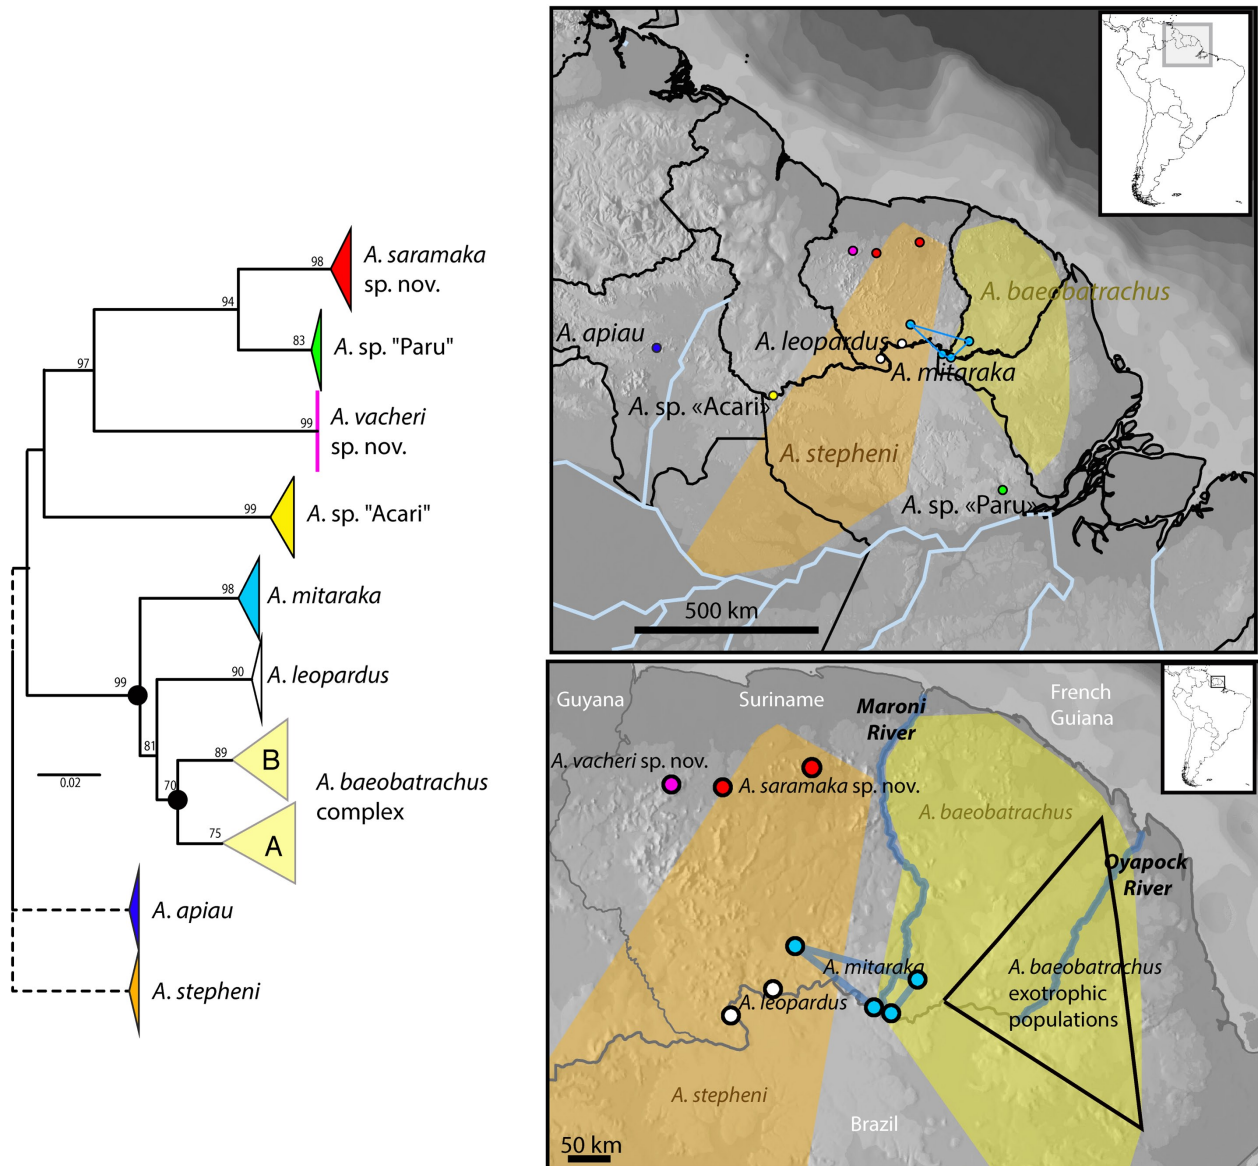 98
A. saramaka
sp. nov.
94
83
A. sp. "Paru"
97
99
A. vacheri
sp. nov.
99
A. sp. "Acari"
98
A. mitaraka
99
90
A. leopardus
81
89
B
70
A. baeobatrachus
complex
75
A
0.02
A. apiau
A. stepheni
A. baeobatrachus
A. apiau
A. leopardus
A. mitaraka
A. sp. «Acari»
A. stepheni
A. sp. «Paru»
500 km
Guyana
Suriname
French
Guiana
Maroni
River
A. vacheri sp. nov.
A. saramaka sp. nov.
A. baeobatrachus
Oyapock
River
A. mitaraka
A. leopardus
A. baeobatrachus
exotrophic
populations
A. stepheni
Brazil
50 km